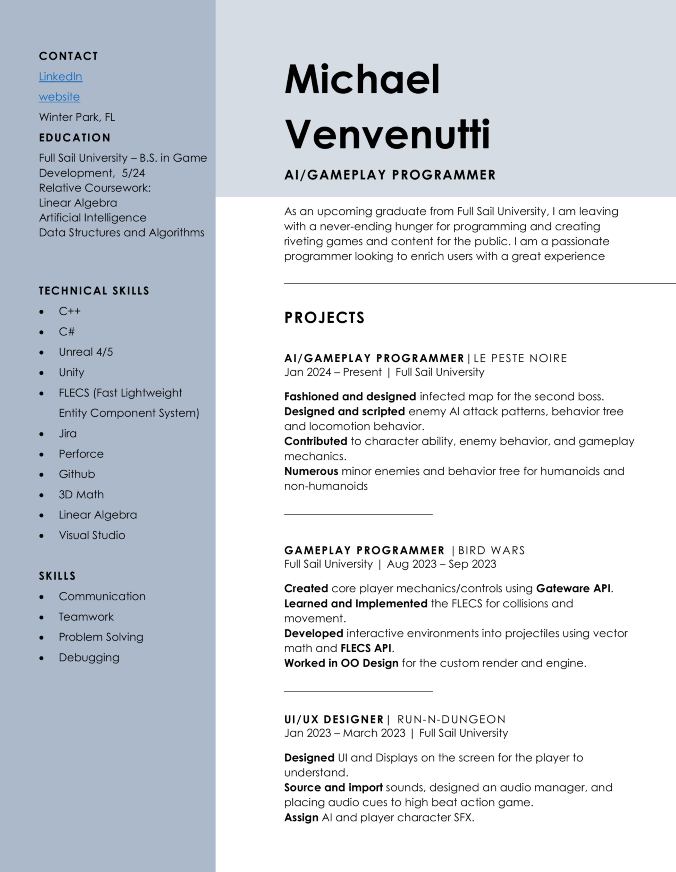 CONTACT
LinkedIn
website
Winter Park, FL
EDUCATION
Full Sail University – B.S. in Game
Development,  5/24
Relative Coursework:
Linear Algebra
Artificial Intelligence
Data Structures and Algorithms
TECHNICAL SKILLS
• C++
• C#
• Unreal 4/5
• Unity
• FLECS (Fast Lightweight
Entity Component System)
• Jira
• Perforce
• Github
• 3D Math
• Linear Algebra
• Visual Studio
SKILLS
• Communication
• Teamwork
• Problem Solving
• Debugging
Michael
Venvenutti
AI/GAMEPLAY PROGRAMMER
As an upcoming graduate from Full Sail University, I am leaving
with a never-ending hunger for programming and creating
riveting games and content for the public. I am a passionate
programmer looking to enrich users with a great experience
PROJECTS
AI/GAMEPLAY PROGRAMMER|LE PESTE NOIRE
Jan 2024 – Present | Full Sail University
Fashioned and designed infected map for the second boss.
Designed and scripted enemy AI attack patterns, behavior tree
and locomotion behavior.
Contributed to character ability, enemy behavior, and gameplay
mechanics.
Numerous minor enemies and behavior tree for humanoids and
non-humanoids
GAMEPLAY PROGRAMMER |BIRD WARS
Full Sail University | Aug 2023 – Sep 2023
Created core player mechanics/controls using Gateware API.
Learned and Implemented the FLECS for collisions and
movement.
Developed interactive environments into projectiles using vector
math and FLECS API.
Worked in OO Design for the custom render and engine.
UI/UX DESIGNER| RUN-N-DUNGEON
Jan 2023 – March 2023 | Full Sail University
Designed UI and Displays on the screen for the player to
understand.
Source and import sounds, designed an audio manager, and
placing audio cues to high beat action game.
Assign AI and player character SFX.